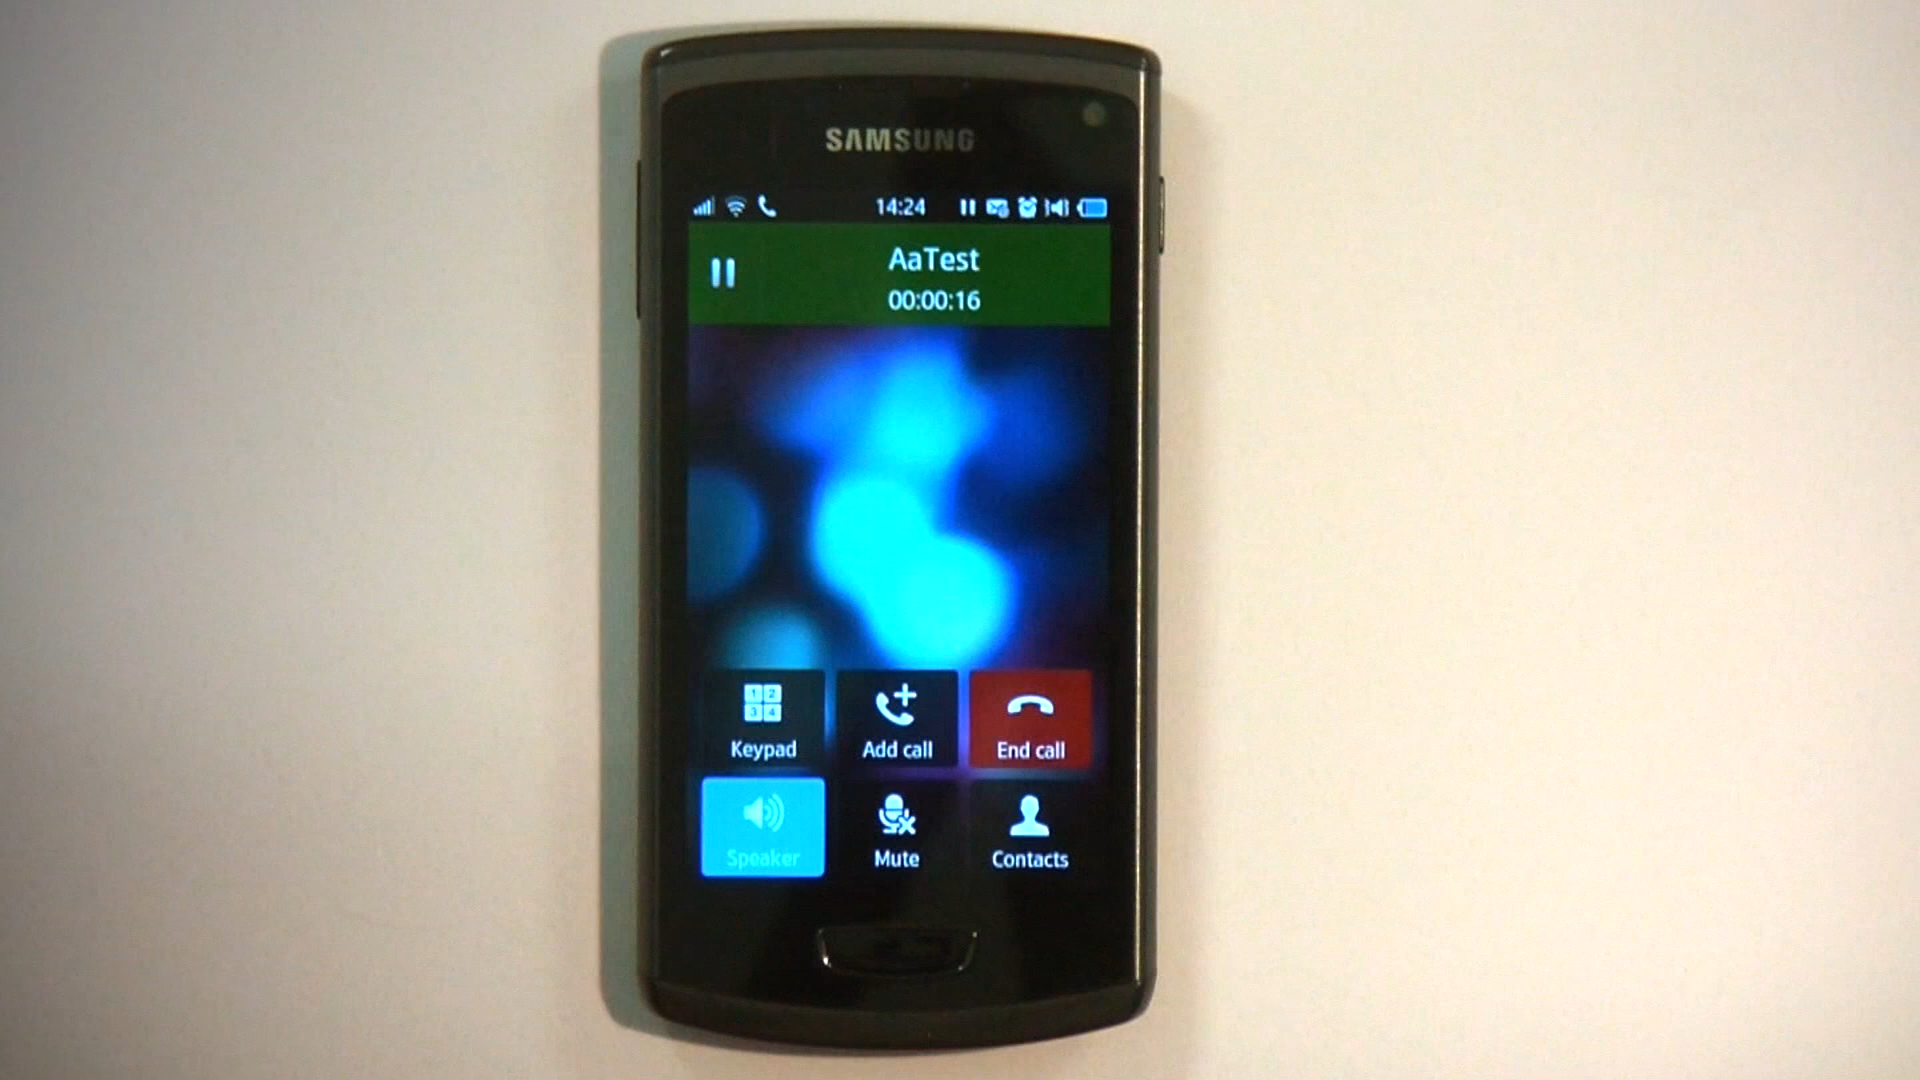 SAMSUNG
14:24
AaTest
00:00:16
Keypad Add call End call
Speaker Mute Contacts